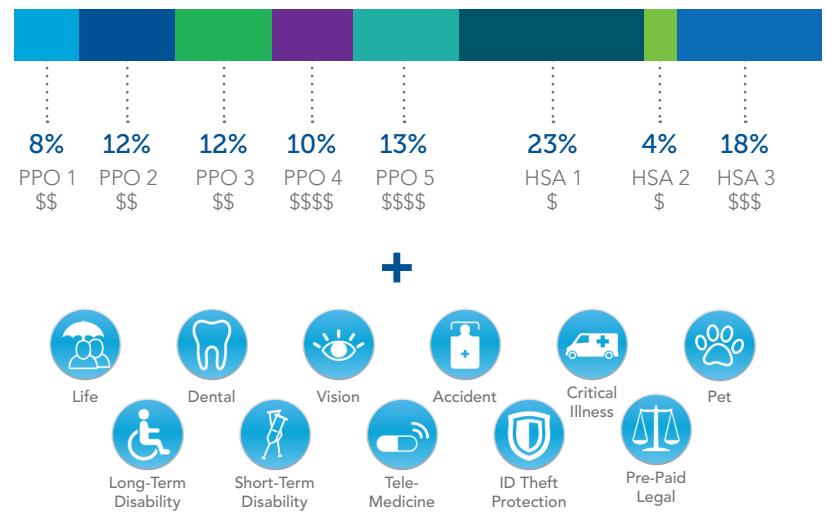 8% 12% 12% 10% 13% 23% 4% 18%
PPO 1 PPO 2 PPO 3 PPO 4 PPO 5 HSA 1 HSA 2 HSA 3
$$ $$ $$ $$$$ $$$$ $ $ $$$
+
Life Dental Vision Accident Critical Illness Pet
Long-Term Short-Term Tele- ID Theft Pre-Paid
Disability Disability Medicine Protection Legal